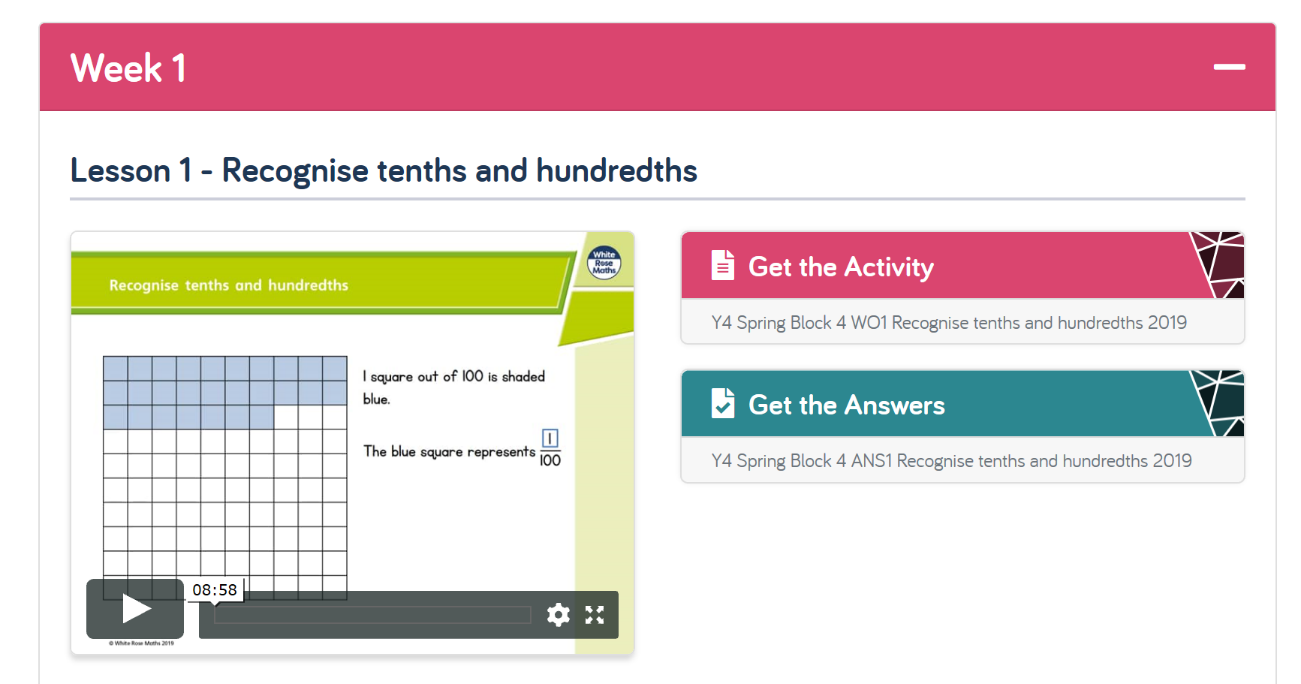 Week 1
Lesson 1 - Recognise tenths and hundredths
Recognise tenths and hundredths
White
Rose
Maths
1 square out of 100 is shaded
blue.
The blue square represents 1/100
08:58
© White Rose Maths 2019
Get the Activity
Y4 Spring Block 4 WO1 Recognise tenths and hundredths 2019
Get the Answers
Y4 Spring Block 4 ANS1 Recognise tenths and hundredths 2019